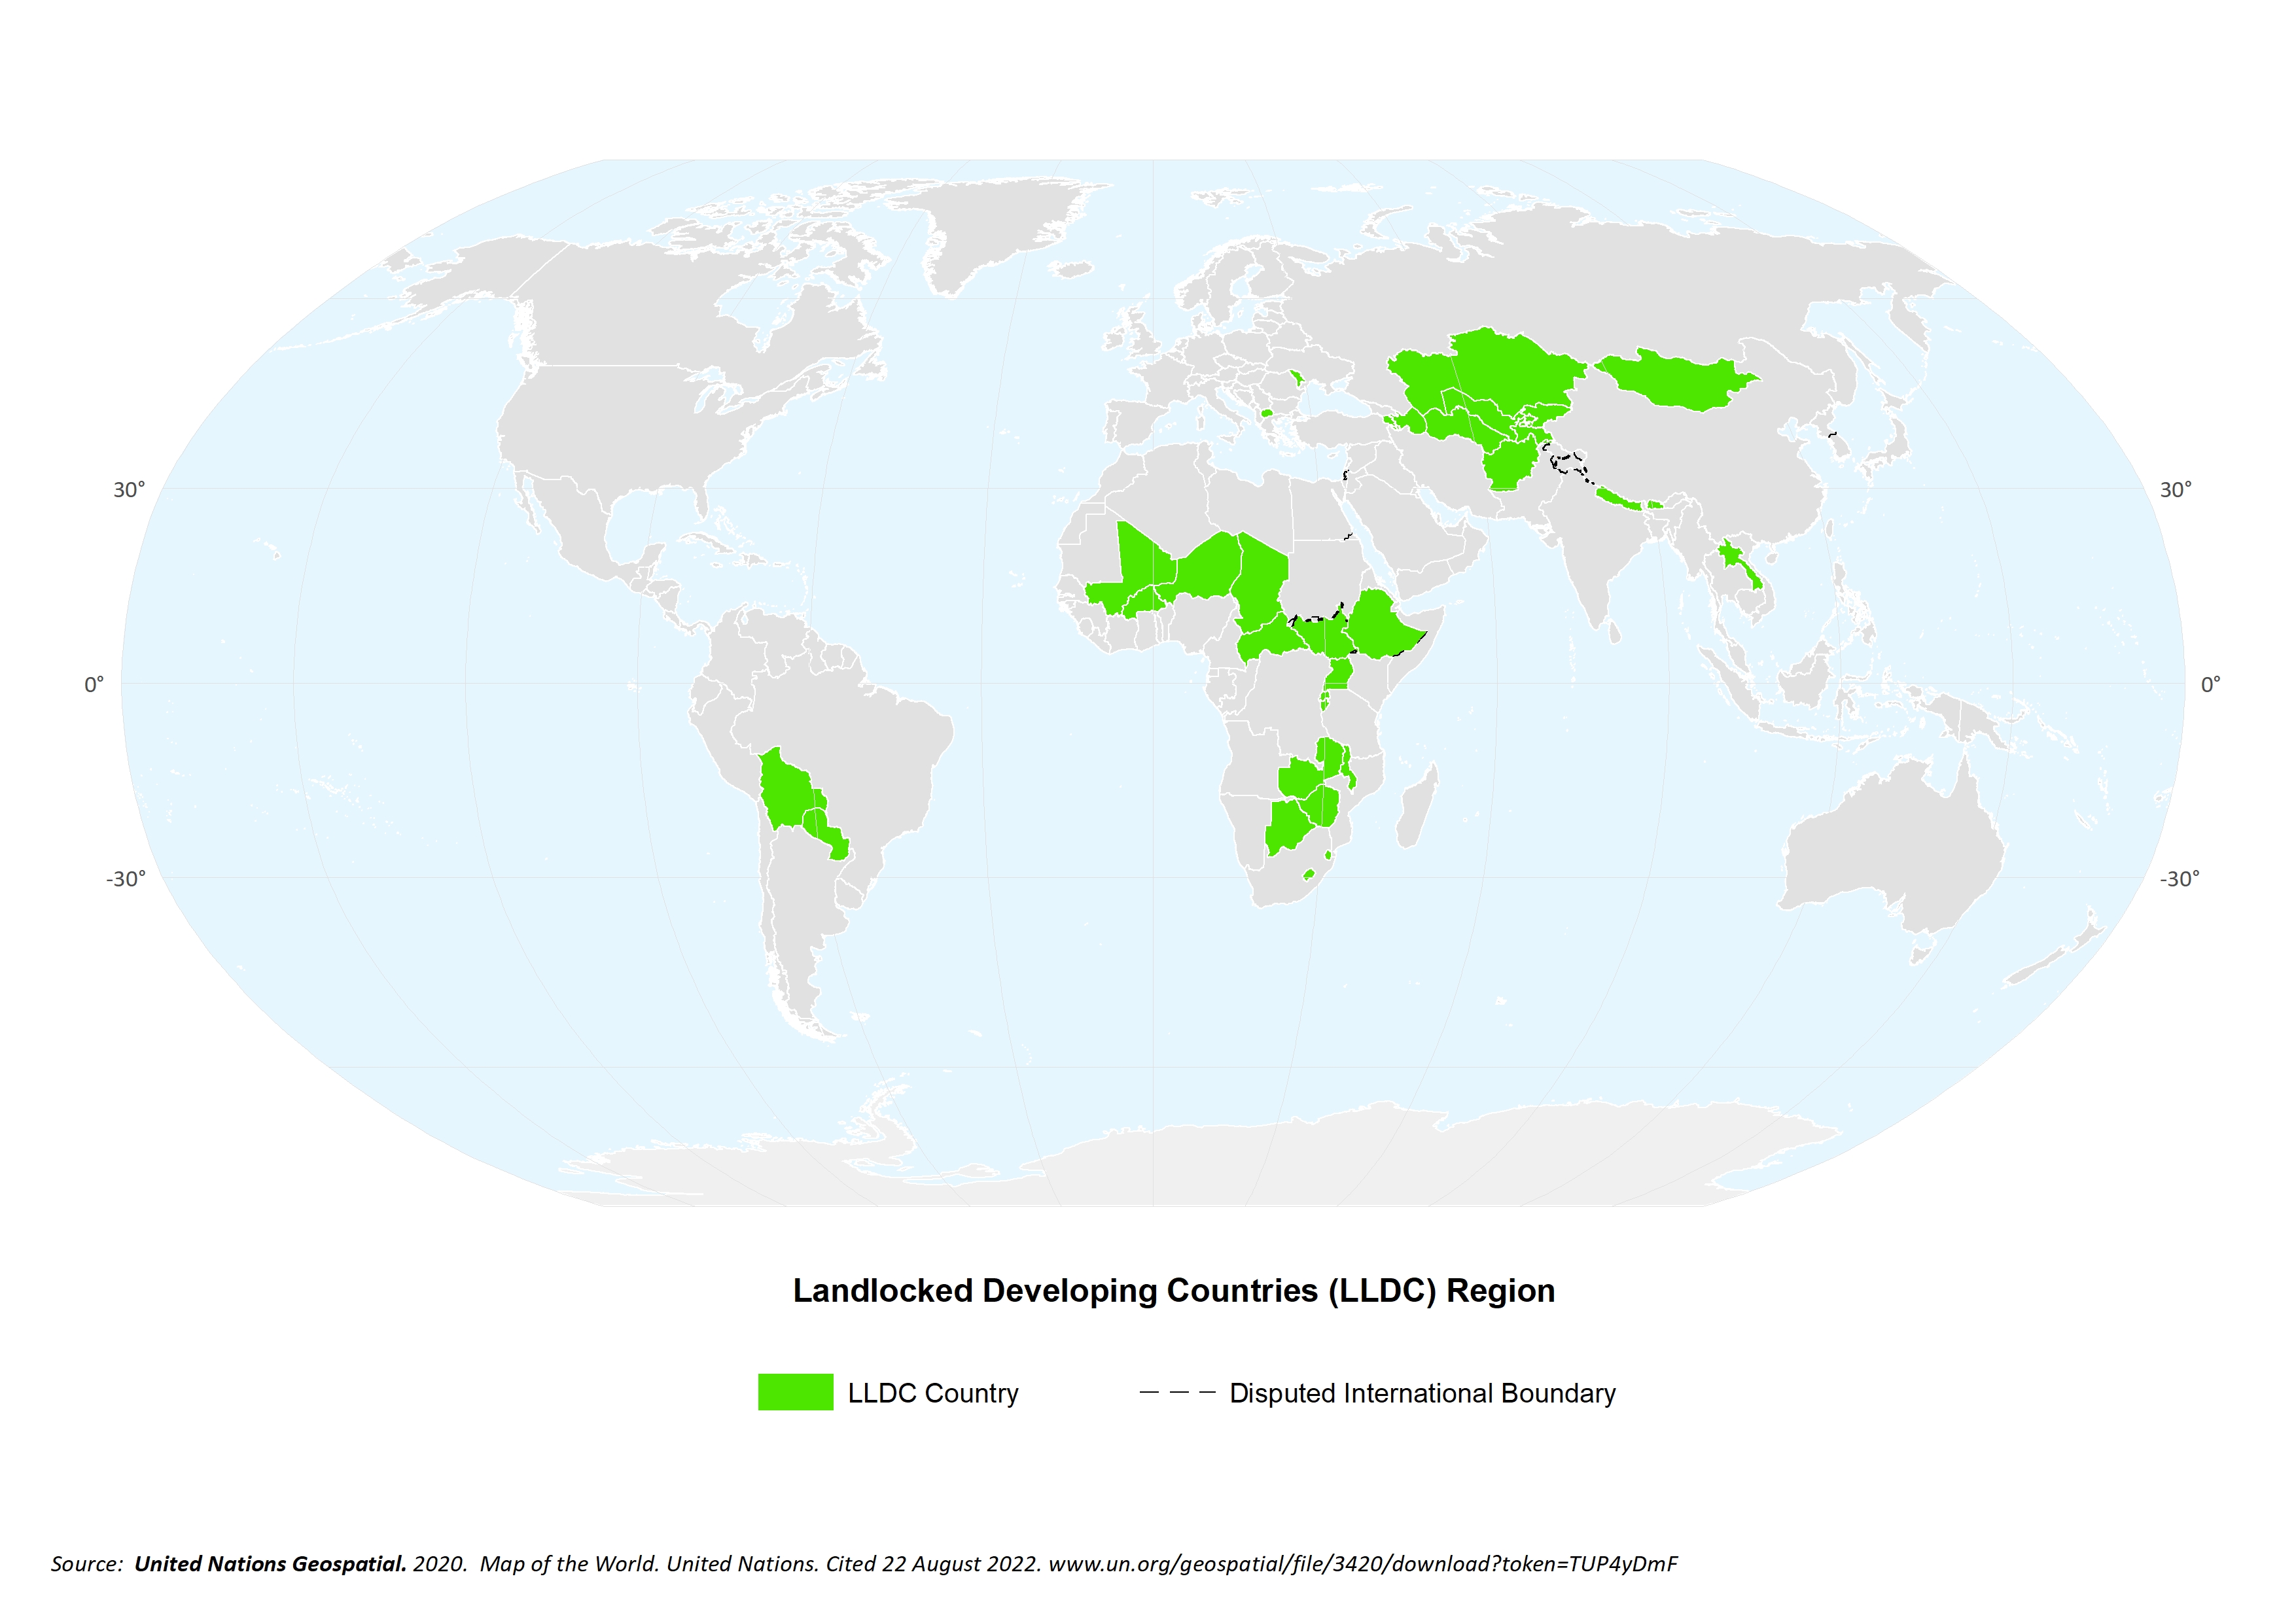 30°
30°
0°
0°
-30°
-30°
Landlocked Developing Countries (LLDC) Region
LLDC Country
Disputed International Boundary
Source: United Nations Geospatial. 2020. Map of the World. United Nations. Cited 22 August 2022. www.un.org/geospatial/file/3420/download?token=TUP4yDmF